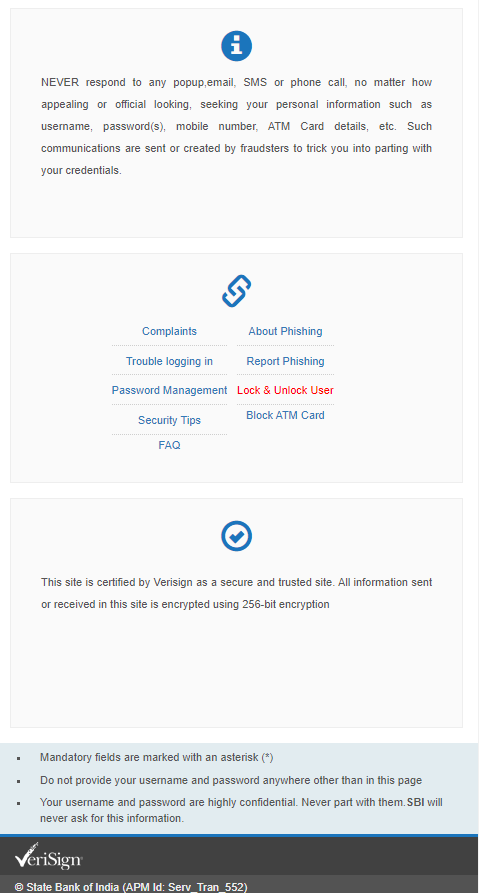 NEVER respond to any popup,email, SMS or phone call, no matter how
appealing or official looking, seeking your personal information such as
username, password(s), mobile number, ATM Card details, etc. Such
communications are sent or created by fraudsters to trick you into parting with
your credentials.
Complaints
About Phishing
Trouble logging in
Report Phishing
Password Management
Lock & Unlock User
Security Tips
Block ATM Card
FAQ
This site is certified by Verisign as a secure and trusted site. All information sent
or received in this site is encrypted using 256-bit encryption
Mandatory fields are marked with an asterisk (*)
Do not provide your username and password anywhere other than in this page
Your username and password are highly confidential. Never part with them.SBI will
never ask for this information.
VeriSign
© State Bank of India (APM Id: Serv_Tran_552)